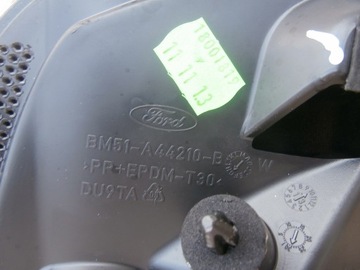 11 11 13
Ford
BM51-A44210-B W
>PP+EPDM-T30<
DU9TA